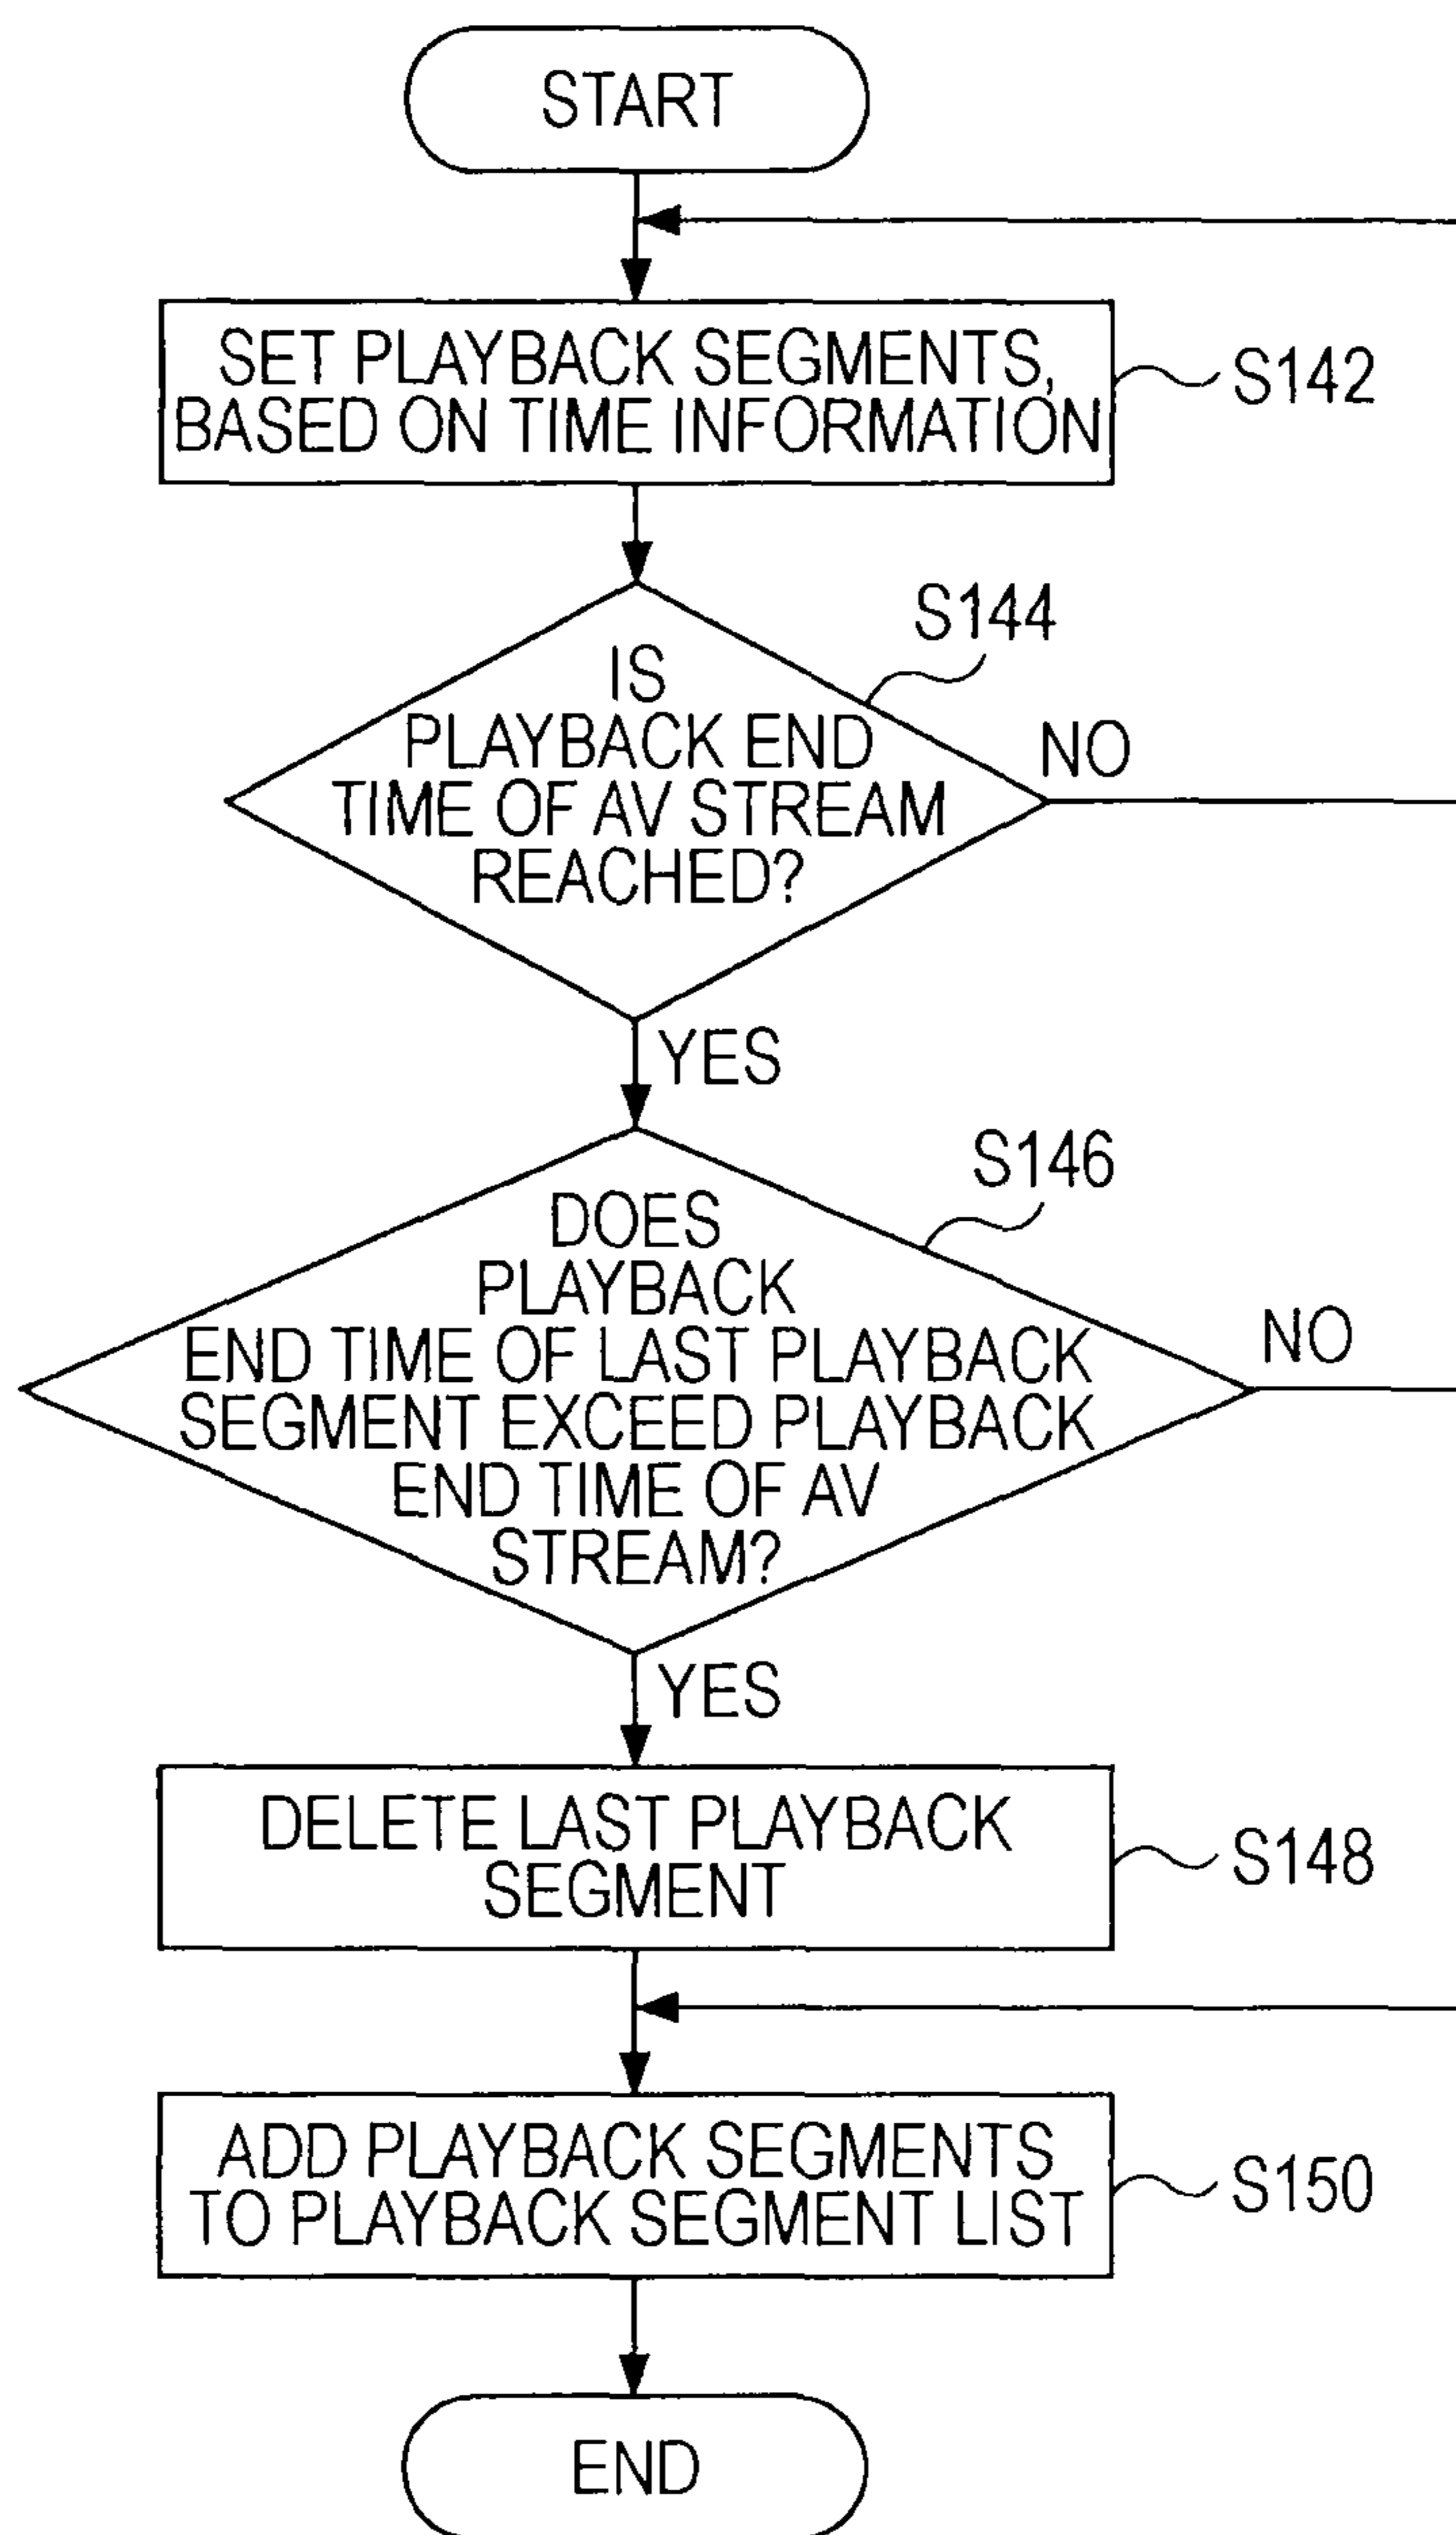 START
SET PLAYBACK SEGMENTS,
BASED ON TIME INFORMATION
S142
S144
IS
PLAYBACK END
TIME OF AV STREAM
REACHED?
NO
YES
S146
DOES
PLAYBACK
END TIME OF LAST PLAYBACK
SEGMENT EXCEED PLAYBACK
END TIME OF AV
STREAM?
NO
YES
DELETE LAST PLAYBACK
SEGMENT
S148
ADD PLAYBACK SEGMENTS
TO PLAYBACK SEGMENT LIST
S150
END